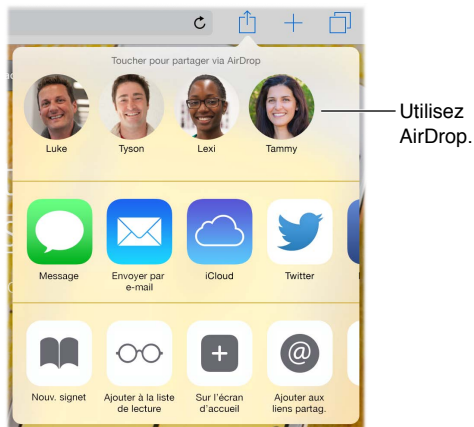 Toucher pour partager via AirDrop
Luke Tyson Lexi Tammy
Utilisez
AirDrop.
Message Envoyer par iCloud Twitter
e-mail
Nouv. signet Ajouter à la liste Sur l'écran Ajouter aux
de lecture d'accueil liens partag.